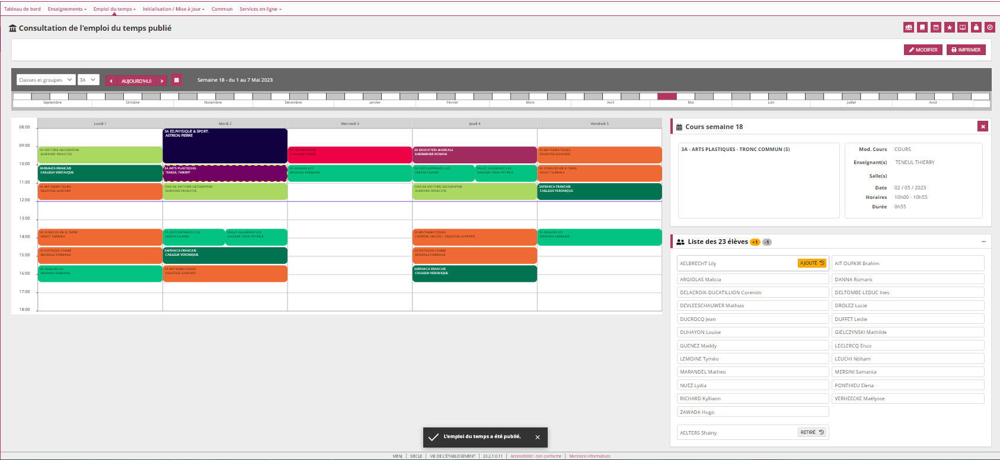 Tableau de bord Enseignements Emploi du temps Initialisation / Mise à jour Commun Services en ligne
Consultation de l'emploi du temps publié
MODIFIER IMPRIMER
Classes et groupes 3A AUJOURD'HUI Semaine 18 - du 1 au 7 Mai 2023
Septembre Octobre Novembre Décembre Janvier Février Mars Avril Mai Juin Juillet Août
Lundi 1 Mardi 2 Mercredi 3 Jeudi 4 Vendredi 5
08:00
3A ED.PHYSIQUE & SPORT.
ASTRION PIERRE
09:00
3A HISTOIRE-GEOGRAPHIE
GUIFFARD FRANCOIS
3A TECHNOLOGIE
3A EDUCATION MUSICALE
LHERMINIER ROMAIN
3A MATHEMATIQUES
DELFOSSE GASPARD
10:00
3AFRANCA FRANCAIS
CAILLEUX VERONIQUE
3A ARTS PLASTIQUES
TENEUL THIERRY
3A ANGLAIS LV1
BRUNIAU FABIENNE
3A_ESP2 ESPAGNOL LV2
VERDIN OLIVIER
3ALL21 ALLEMAND LV2
GAUGER YANN-PATRICK
3A SCIENCES VIE & TERRE
HULOT SABRINA
11:00
3A MATHEMATIQUES
DELFOSSE GASPARD
3AHI-GE HISTOIRE-GEOGRAPHIE
GUIFFARD FRANCOIS
3AHI-GE HISTOIRE-GEOGRAPHIE
GUIFFARD FRANCOIS
3AFRANCA FRANCAIS
CAILLEUX VERONIQUE
12:00
13:00
3A SCIENCES VIE & TERRE
HULOT SABRINA
3A_ESP2 ESPAGNOL LV2
VERDIN OLIVIER
3ALL21 ALLEMAND LV2
GAUGER YANN-PATRICK
3A MATHEMATIQUES
CHARDIN VINCENT, DELFOSSE GASPARD
3A ANGLAIS LV1
BRUNIAU FABIENNE
14:00
3A PHYSIQUE-CHIMIE
BEUGNEZ FABIENNE
3AFRANCA FRANCAIS
CAILLEUX VERONIQUE
3A PHYSIQUE-CHIMIE
BEUGNEZ FABIENNE
15:00
3A ANGLAIS LV1
BRUNIAU FABIENNE
3A MATHEMATIQUES
DELFOSSE GASPARD
3AFRANCA FRANCAIS
CAILLEUX VERONIQUE
16:00
17:00
18:00
Cours semaine 18
3A - ARTS PLASTIQUES - TRONC COMMUN (S)
Mod. Cours COURS
Enseignant(s) TENEUL THIERRY
Salle(s)
Date 02 / 05 / 2023
Horaires 10h00 - 10h55
Durée 0h55
Liste des 23 élèves +1 -1
AELBRECHT Lily AJOUTÉ AIT OUFKIR Brahim
ARGIOLAS Malicia DANNA Romaric
DELACROIX-DUCATILLION Corentin DELTOMBE-LEDUC Ines
DEVLEESCHAUWER Mathias DROLEZ Lucie
DUCROCQ Jean DUFFET Leslie
DUHAYON Louise GIELCZYNSKI Mathilde
GUENEZ Maddy LECLERCQ Enzo
LEMOINE Tyméo LEUCHI Nöham
MARANDEL Matheo MERSINI Samanta
NUEZ Lydia PONTHIEU Elena
RICHARD Kylliann VERHEECKE Maëlysse
ZAWADA Hugo
AELTERS Shainy RETIRÉ
L'emploi du temps a été publié.
MENJ | SIECLE | VIE DE L'ÉTABLISSEMENT | 23.2.1.0.11 | Accessibilité : non conforme | Mentions informatives